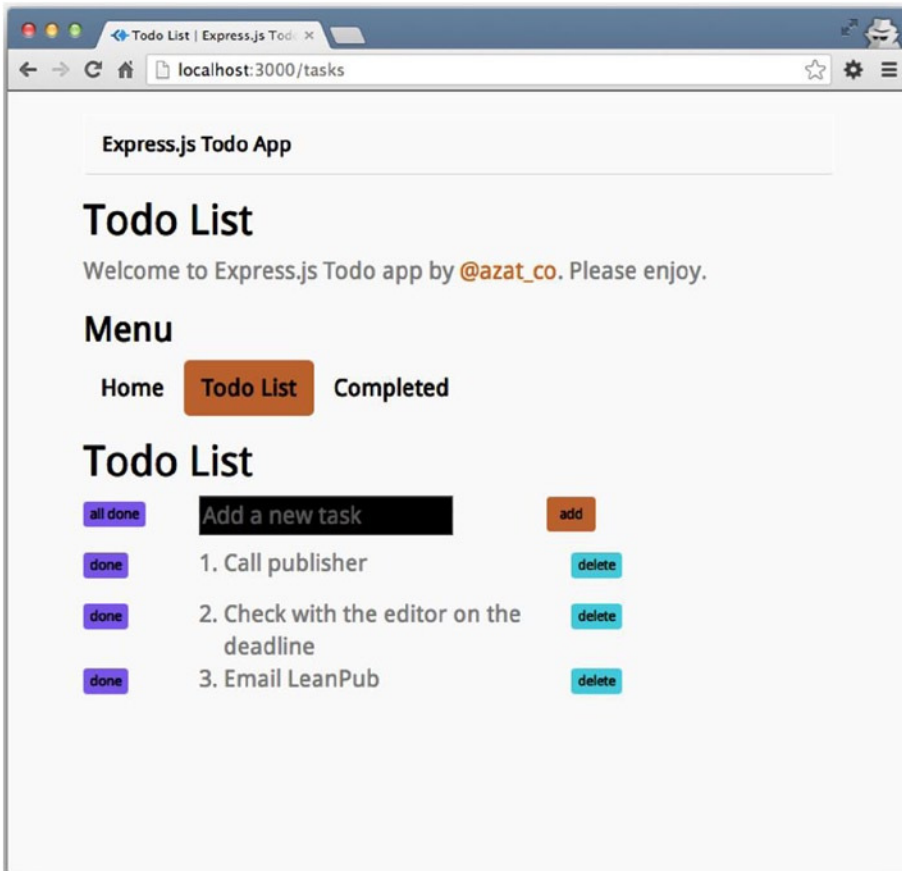 Todo List | Express.js Tod
localhost:3000/tasks
Express.js Todo App
Todo List
Welcome to Express.js Todo app by @azat_co. Please enjoy.
Menu
Home Todo List Completed
Todo List
all done Add a new task add
done 1. Call publisher delete
done 2. Check with the editor on the delete
deadline
done 3. Email LeanPub delete